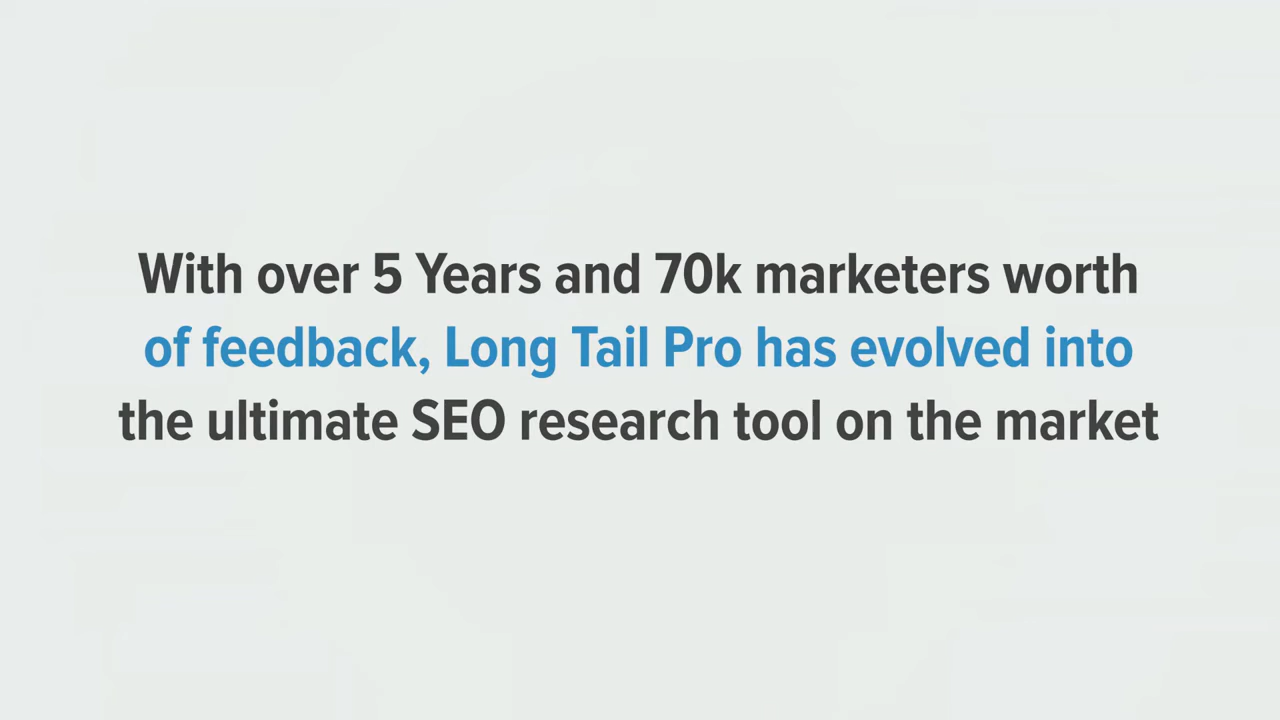 With over 5 Years and 70k marketers worth
of feedback, Long Tail Pro has evolved into
the ultimate SEO research tool on the market